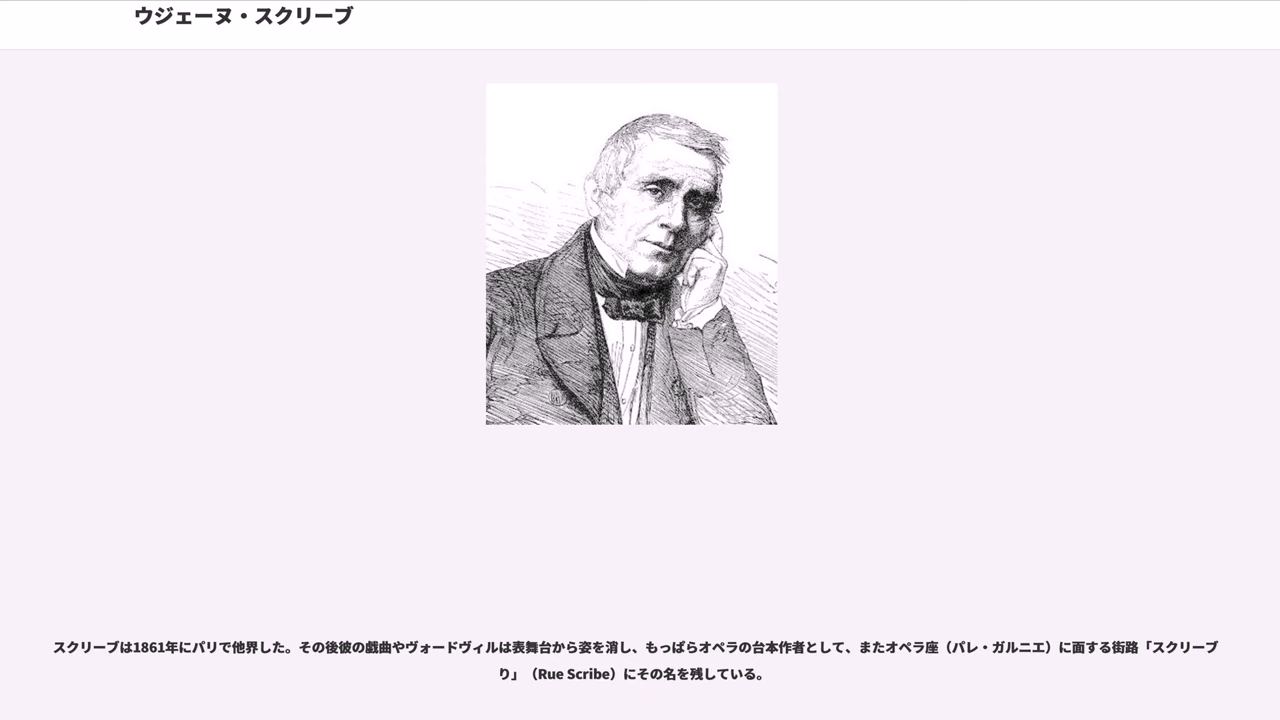 ウジェーヌ・スクリーブ
スクリーブは1861年にパリで他界した。その後彼の戯曲やヴォードヴィルは表舞台から姿を消し、もっぱらオペラの台本作者として、またオペラ座（パレ・ガルニエ）に面する街路「スクリーブ
り」（Rue Scribe）にその名を残している。